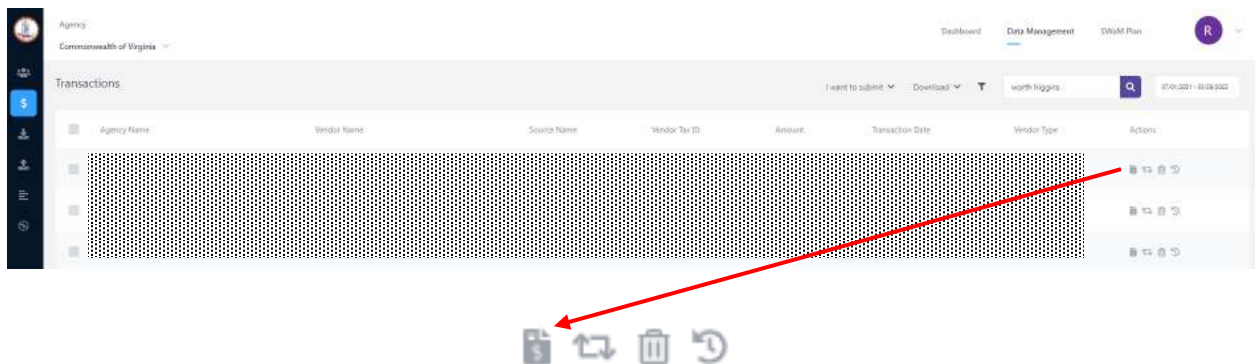 Agency
Dashboard
Data Management
SWaM Plan
R
Commonwealth of Virginia
Transactions
I want to submit
Download
worth higgins
07/01/2021 - 03/09/2022
Agency Name
Vendor Name
Source Name
Vendor Tax ID
Amount
Transaction Date
Vendor Type
Actions